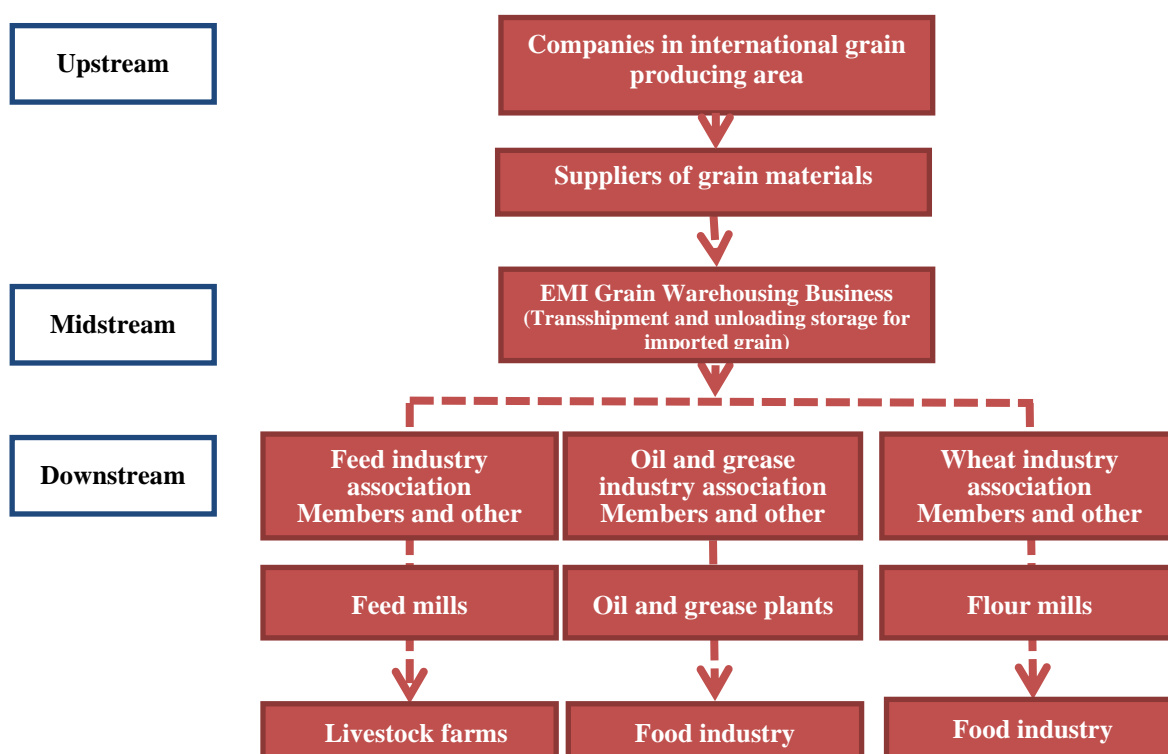 Upstream
Companies in international grain
producing area
Suppliers of grain materials
Midstream
EMI Grain Warehousing Business
(Transshipment and unloading storage for
imported grain)
Downstream
Feed industry
association
Members and other
Oil and grease
industry association
Members and other
Wheat industry
association
Members and other
Feed mills
Oil and grease plants
Flour mills
Livestock farms
Food industry
Food industry